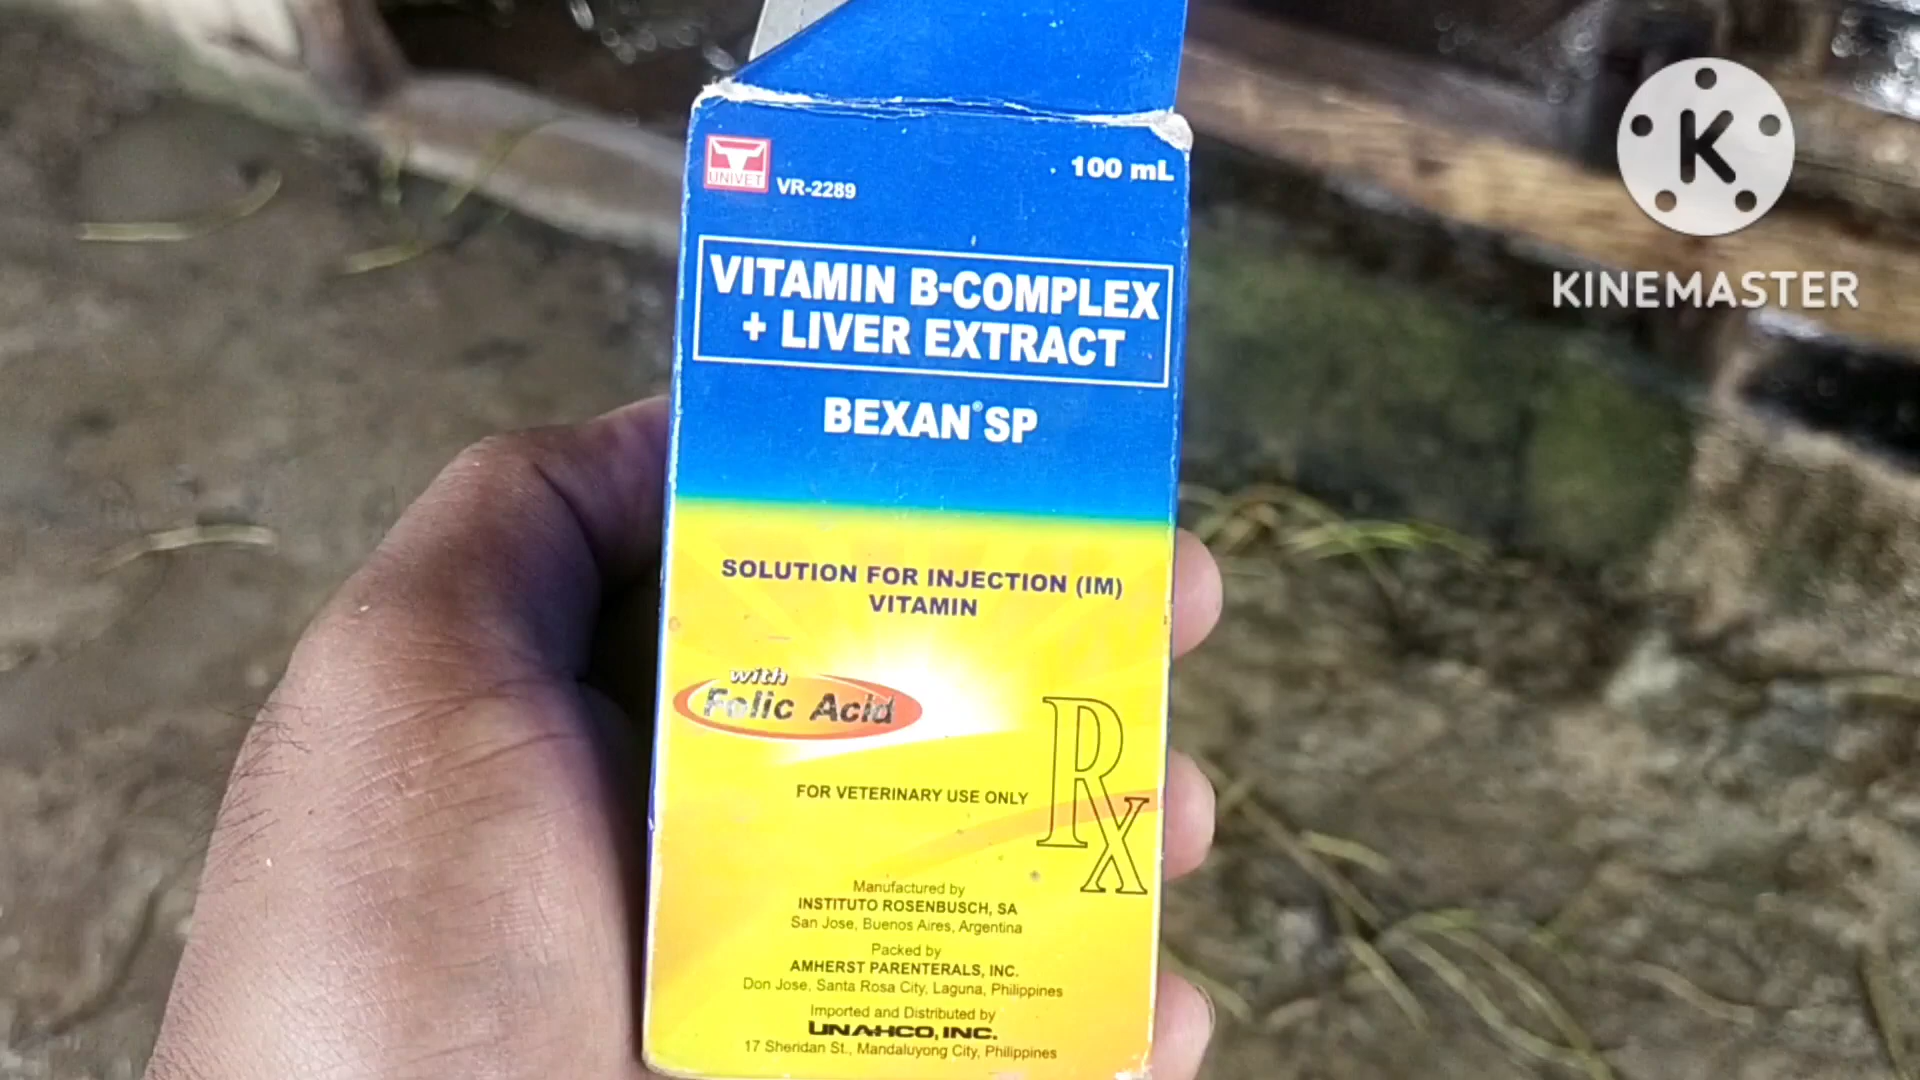 UNIVET
VR-2289
100 mL
K
KINEMASTER
VITAMIN B-COMPLEX
+ LIVER EXTRACT
BEXAN® SP
SOLUTION FOR INJECTION (IM)
VITAMIN
with
Folic Acid
Rx
FOR VETERINARY USE ONLY
Manufactured by
INSTITUTO ROSENBUSCH, SA
San Jose, Buenos Aires, Argentina
Packed by
AMHERST PARENTERALS, INC.
Don Jose, Santa Rosa City, Laguna, Philippines
Imported and Distributed by
UNAHCO, INC.
17 Sheridan St., Mandaluyong City, Philippines